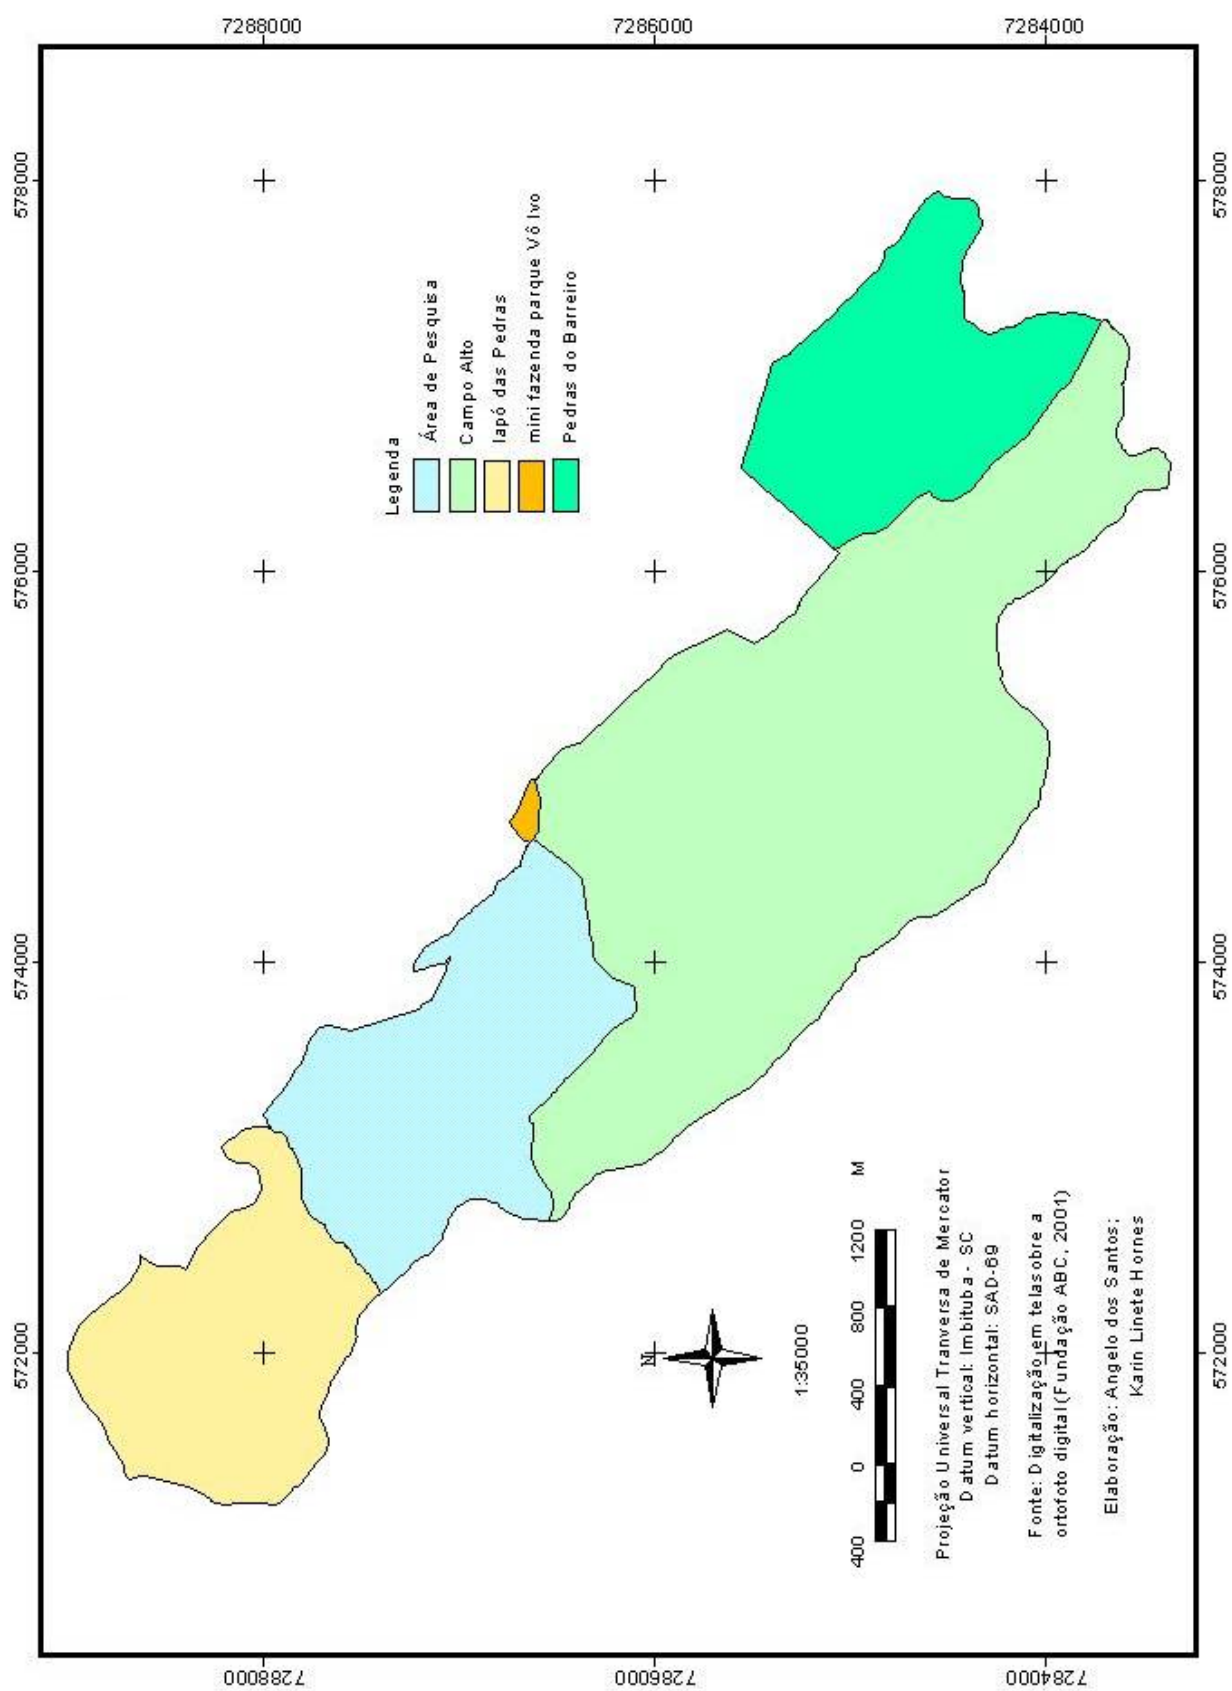 7288000
7286000
7284000
578000
576000
574000
572000
578000
576000
574000
572000
7288000
7286000
7284000
Legenda
Área de Pesquisa
Campo Alto
Iapó das Pedras
mini fazenda parque Vô Ivo
Pedras do Barreiro
N
1:35000
400 0 400 800 1200 M
Projeção Universal Tranversa de Mercator
Datum vertical: Imbituba - SC
Datum horizontal: SAD-69
Fonte: Digitalização em tela sobre a
ortofoto digital (Fundação ABC, 2001)
Elaboração: Angelo dos Santos;
Karin Linete Hornes